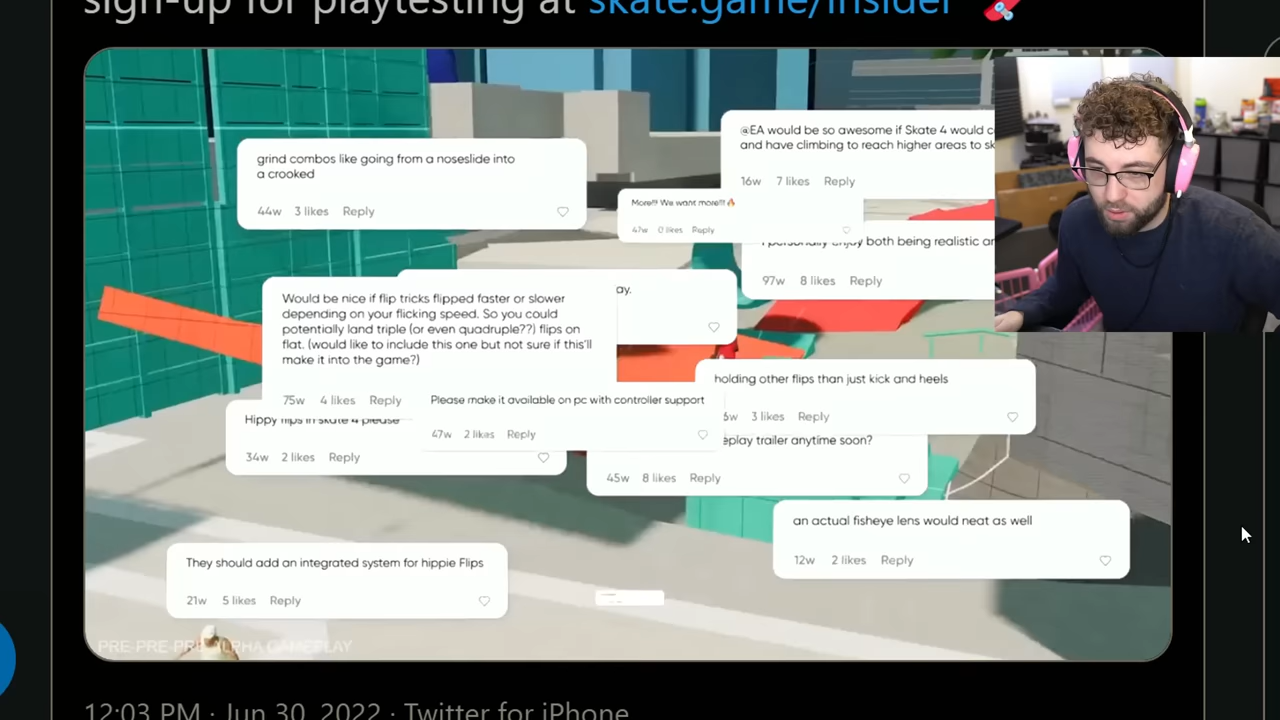 sign-up for playtesting at skate.game/insider
@EA would be so awesome if Skate 4 would
and have climbing to reach higher areas to
16w 7 likes Reply
grind combos like going from a noseslide into
a crooked
44w 3 likes Reply
More!!! We want more!!! 🔥
47w 0 likes Reply
I personally enjoy both being realistic
97w 8 likes Reply
ay.
Would be nice if flip tricks flipped faster or slower
depending on your flicking speed. So you could
potentially land triple (or even quadruple??) flips on
flat. (would like to include this one but not sure if this'll
make it into the game?)
75w 4 likes Reply
holding other flips than just kick and heels
6w 3 likes Reply
Please make it available on pc with controller support
47w 2 likes Reply
Hippy flips in skate 4 please
34w 2 likes Reply
eplay trailer anytime soon?
45w 8 likes Reply
an actual fisheye lens would neat as well
12w 2 likes Reply
They should add an integrated system for hippie Flips
21w 5 likes Reply
PRE-PRE-PRE-ALPHA GAMEPLAY
12:03 PM · Jun 30, 2022 · Twitter for iPhone